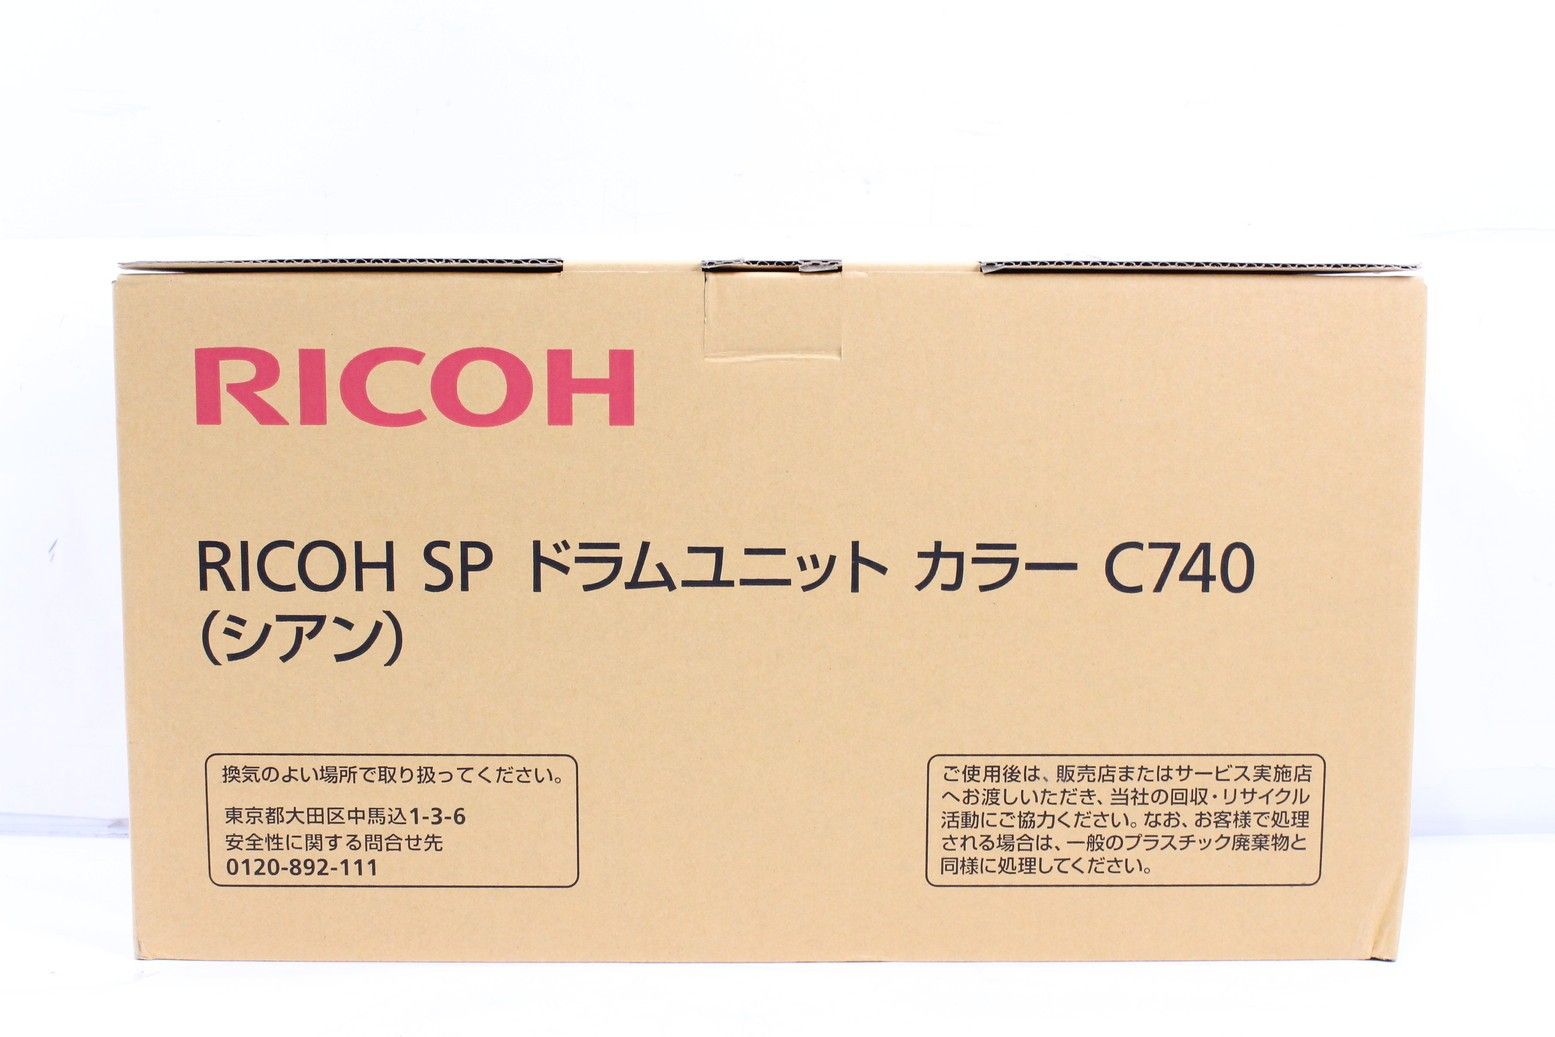 RICOH
RICOH SP ドラムユニット カラー C740
(シアン)
換気のよい場所で取り扱ってください。
東京都大田区中馬込1-3-6
安全性に関する問合せ先
0120-892-111
ご使用後は、販売店またはサービス実施店
へお渡しいただき、当社の回収・リサイクル
活動にご協力ください。なお、お客様で処理
される場合は、一般のプラスチック廃棄物と
同様に処理してください。